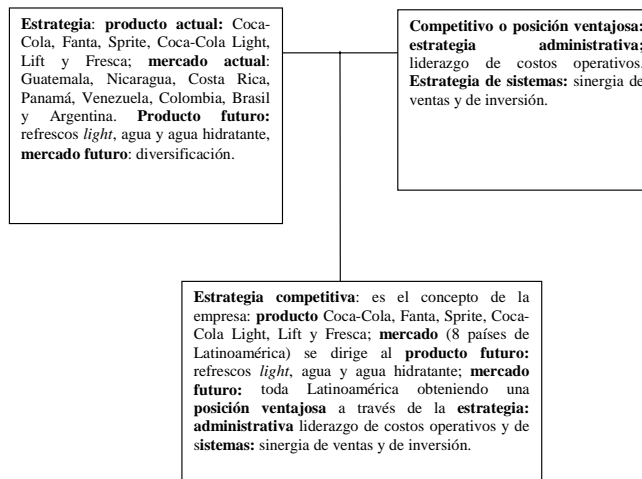 Estrategia: producto actual: Coca-
Cola, Fanta, Sprite, Coca-Cola Light,
Lift y Fresca; mercado actual:
Guatemala, Nicaragua, Costa Rica,
Panamá, Venezuela, Colombia, Brasil
y Argentina. Producto futuro:
refrescos light, agua y agua hidratante,
mercado futuro: diversificación.
Competitivo o posición ventajosa:
estrategia administrativa;
liderazgo de costos operativos.
Estrategia de sistemas: sinergia de
ventas y de inversión.
Estrategia competitiva: es el concepto de la
empresa: producto Coca-Cola, Fanta, Sprite, Coca-
Cola Light, Lift y Fresca; mercado (8 países de
Latinoamérica) se dirige al producto futuro:
refrescos light, agua y agua hidratante; mercado
futuro: toda Latinoamérica obteniendo una
posición ventajosa a través de la estrategia:
administrativa liderazgo de costos operativos y de
sistemas: sinergia de ventas y de inversión.